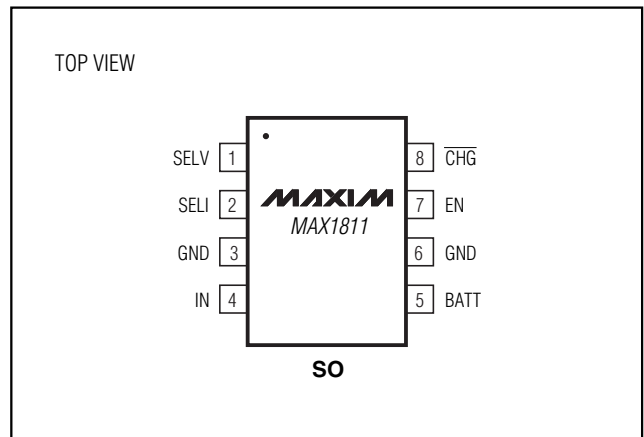 TOP VIEW
SELV 1 8 C̅H̅G̅
SELI 2 MAXIM 7 EN
MAX1811
GND 3 6 GND
IN 4 5 BATT
SO